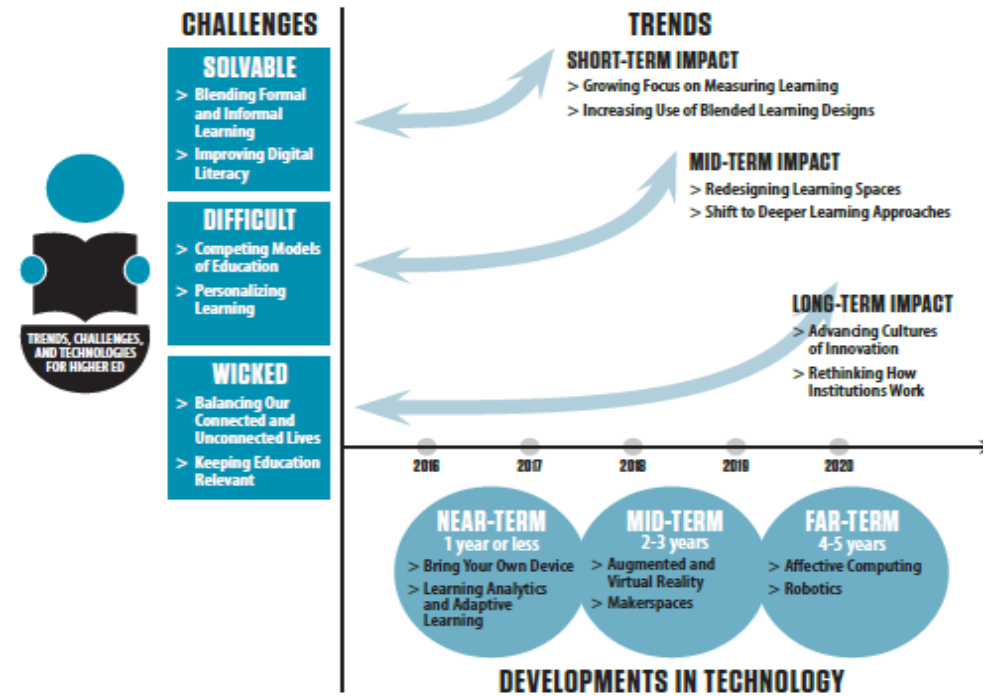 CHALLENGES
SOLVABLE
> Blending Formal
and Informal
Learning
> Improving Digital
Literacy
DIFFICULT
> Competing Models
of Education
> Personalizing
Learning
WICKED
> Balancing Our
Connected and
Unconnected Lives
> Keeping Education
Relevant
TRENDS, CHALLENGES,
AND TECHNOLOGIES
FOR HIGHER ED
TRENDS
SHORT-TERM IMPACT
> Growing Focus on Measuring Learning
> Increasing Use of Blended Learning Designs
MID-TERM IMPACT
> Redesigning Learning Spaces
> Shift to Deeper Learning Approaches
LONG-TERM IMPACT
> Advancing Cultures
of Innovation
> Rethinking How
Institutions Work
2016 2017 2018 2019 2020
NEAR-TERM
1 year or less
> Bring Your Own Device
> Learning Analytics
and Adaptive
Learning
MID-TERM
2-3 years
> Augmented and
Virtual Reality
> Makerspaces
FAR-TERM
4-5 years
> Affective Computing
> Robotics
DEVELOPMENTS IN TECHNOLOGY